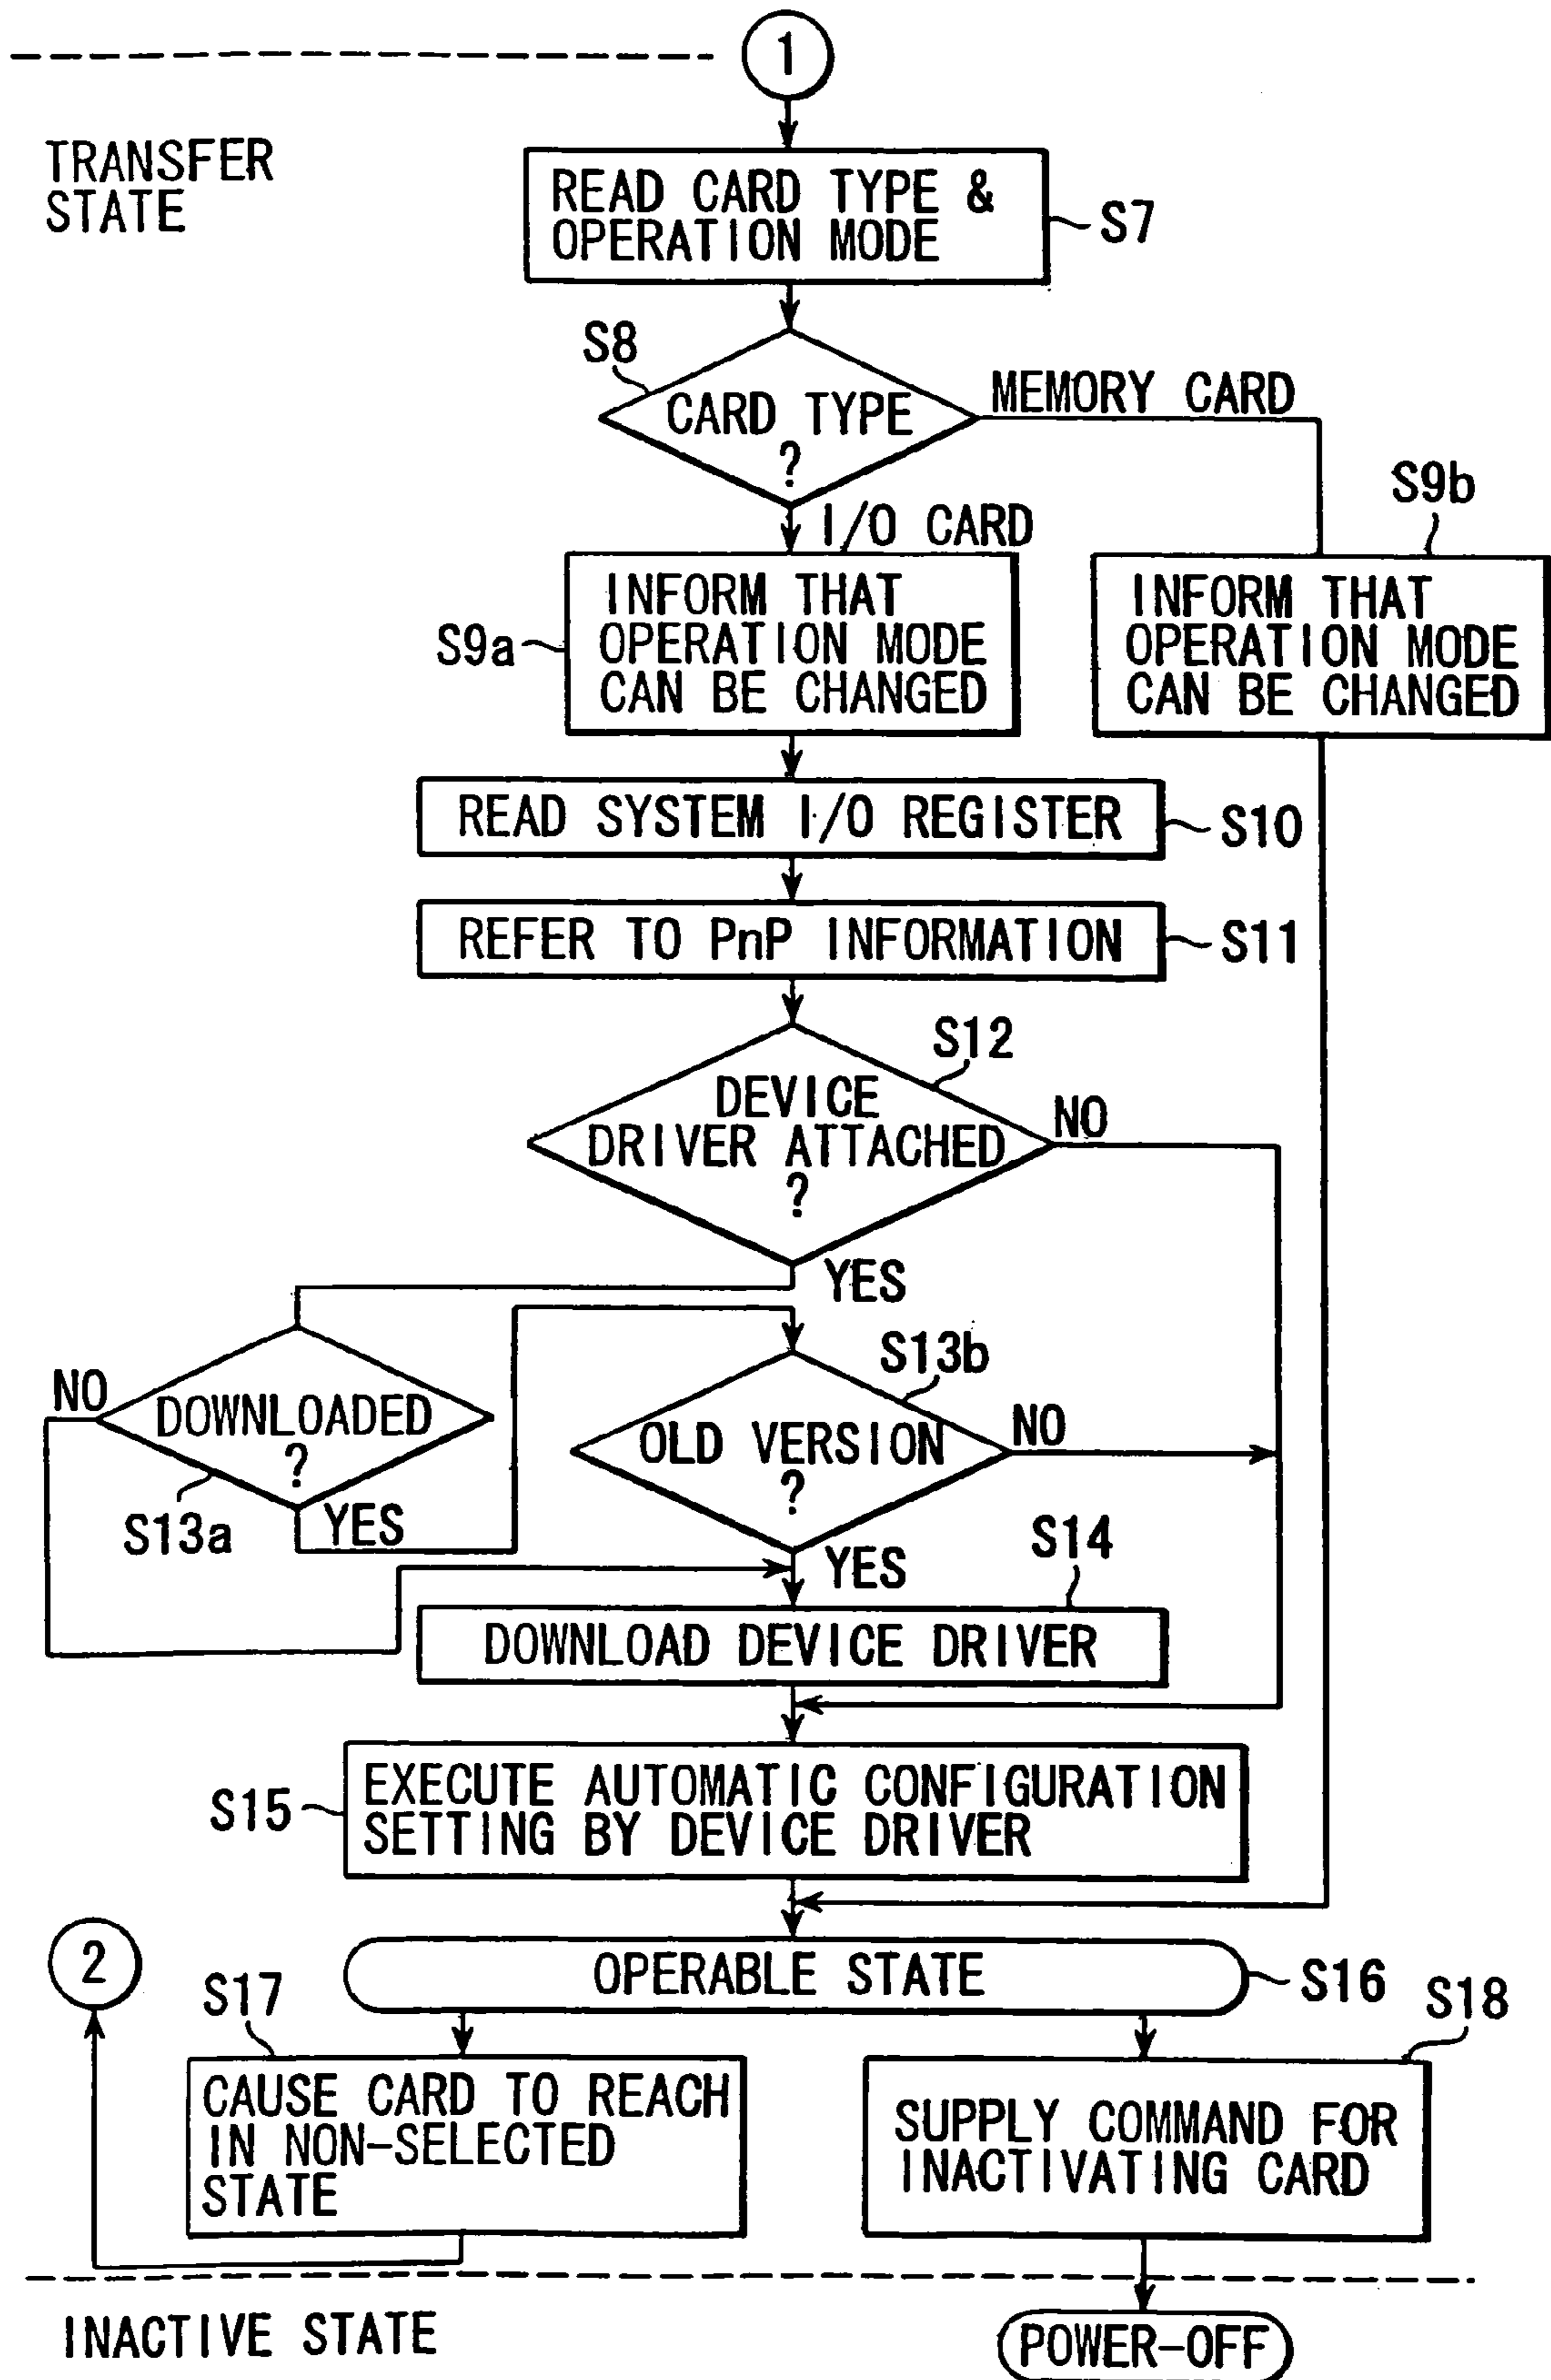 1
TRANSFER
STATE
READ CARD TYPE &
OPERATION MODE
S7
S8
CARD TYPE
?
MEMORY CARD
I/O CARD
S9b
S9a
INFORM THAT
OPERATION MODE
CAN BE CHANGED
INFORM THAT
OPERATION MODE
CAN BE CHANGED
READ SYSTEM I/O REGISTER
S10
REFER TO PnP INFORMATION
S11
S12
DEVICE
DRIVER ATTACHED
?
NO
YES
S13b
NO
DOWNLOADED
?
S13a
YES
OLD VERSION
?
NO
YES
S14
DOWNLOAD DEVICE DRIVER
S15
EXECUTE AUTOMATIC CONFIGURATION
SETTING BY DEVICE DRIVER
2
OPERABLE STATE
S16
S17
S18
CAUSE CARD TO REACH
IN NON-SELECTED
STATE
SUPPLY COMMAND FOR
INACTIVATING CARD
INACTIVE STATE
POWER-OFF